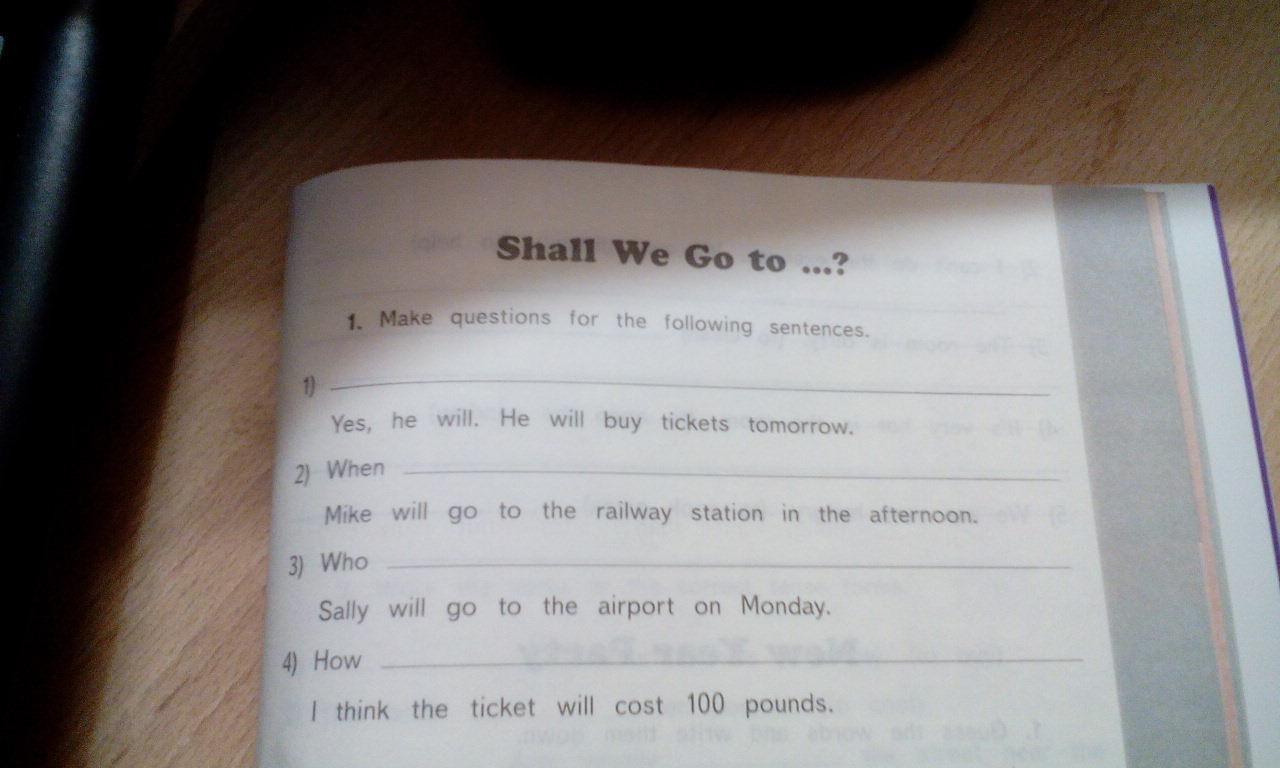 Shall We Go to ...?
1. Make questions for the following sentences.
1)
Yes, he will. He will buy tickets tomorrow.
2) When
Mike will go to the railway station in the afternoon.
3) Who
Sally will go to the airport on Monday.
4) How
I think the ticket will cost 100 pounds.